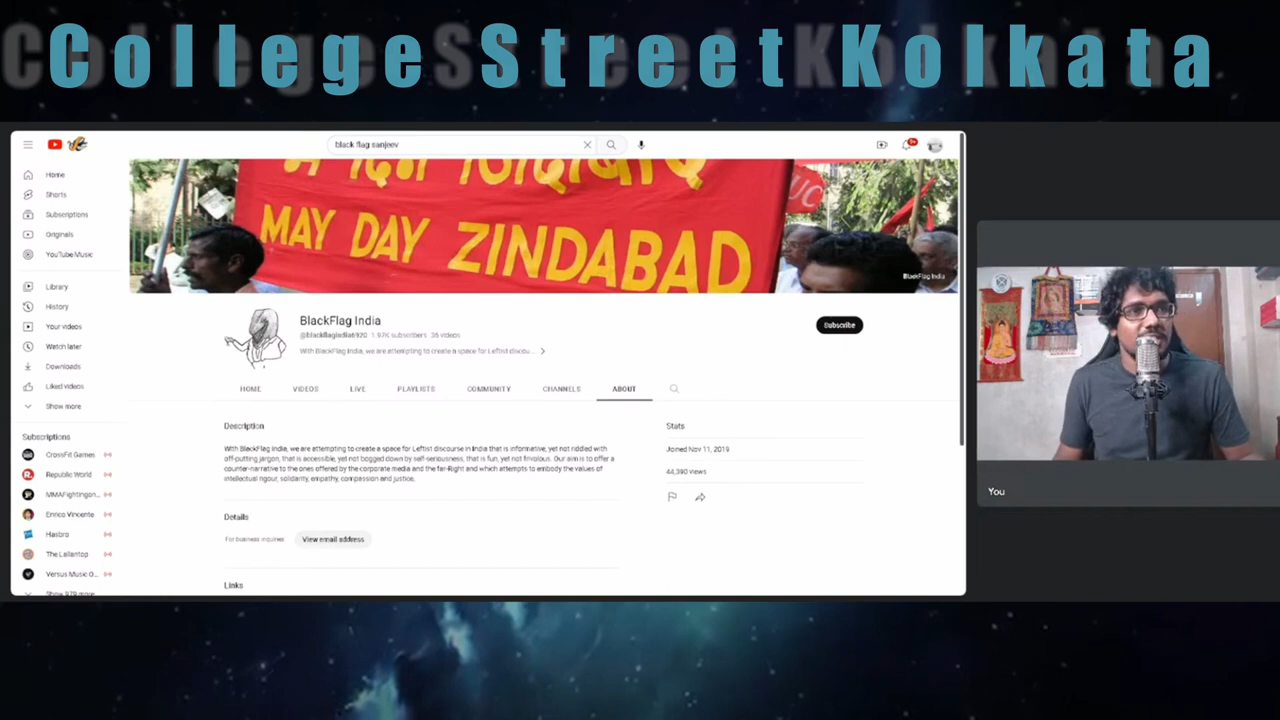 CollegeStreetKolkata
black flag sanjeev
9+
Home
Shorts
Subscriptions
Originals
YouTube Music
Library
History
Your videos
Watch later
Downloads
Liked videos
Show more
Subscriptions
CrossFit Games
Republic World
MMAFightingon...
Enrico Vincente
Hasbro
The Lallantop
Versus Music O...
Show 979 more
MAY DAY ZINDABAD
UC
BlackFlag India
BlackFlag India
@blackflagindia6920 1.97K subscribers 36 videos
With BlackFlag India, we are attempting to create a space for Leftist discou...
Subscribe
HOME VIDEOS LIVE PLAYLISTS COMMUNITY CHANNELS ABOUT
Description
With BlackFlag India, we are attempting to create a space for Leftist discourse in India that is informative, yet not riddled with
off-putting jargon, that is accessible, yet not bogged down by self-seriousness, that is fun, yet not frivolous. Our aim is to offer a
counter-narrative to the ones offered by the corporate media and the far-Right and which attempts to embody the values of
intellectual rigour, solidarity, empathy, compassion and justice.
Details
For business inquiries View email address
Links
Stats
Joined Nov 11, 2019
44,390 views
You